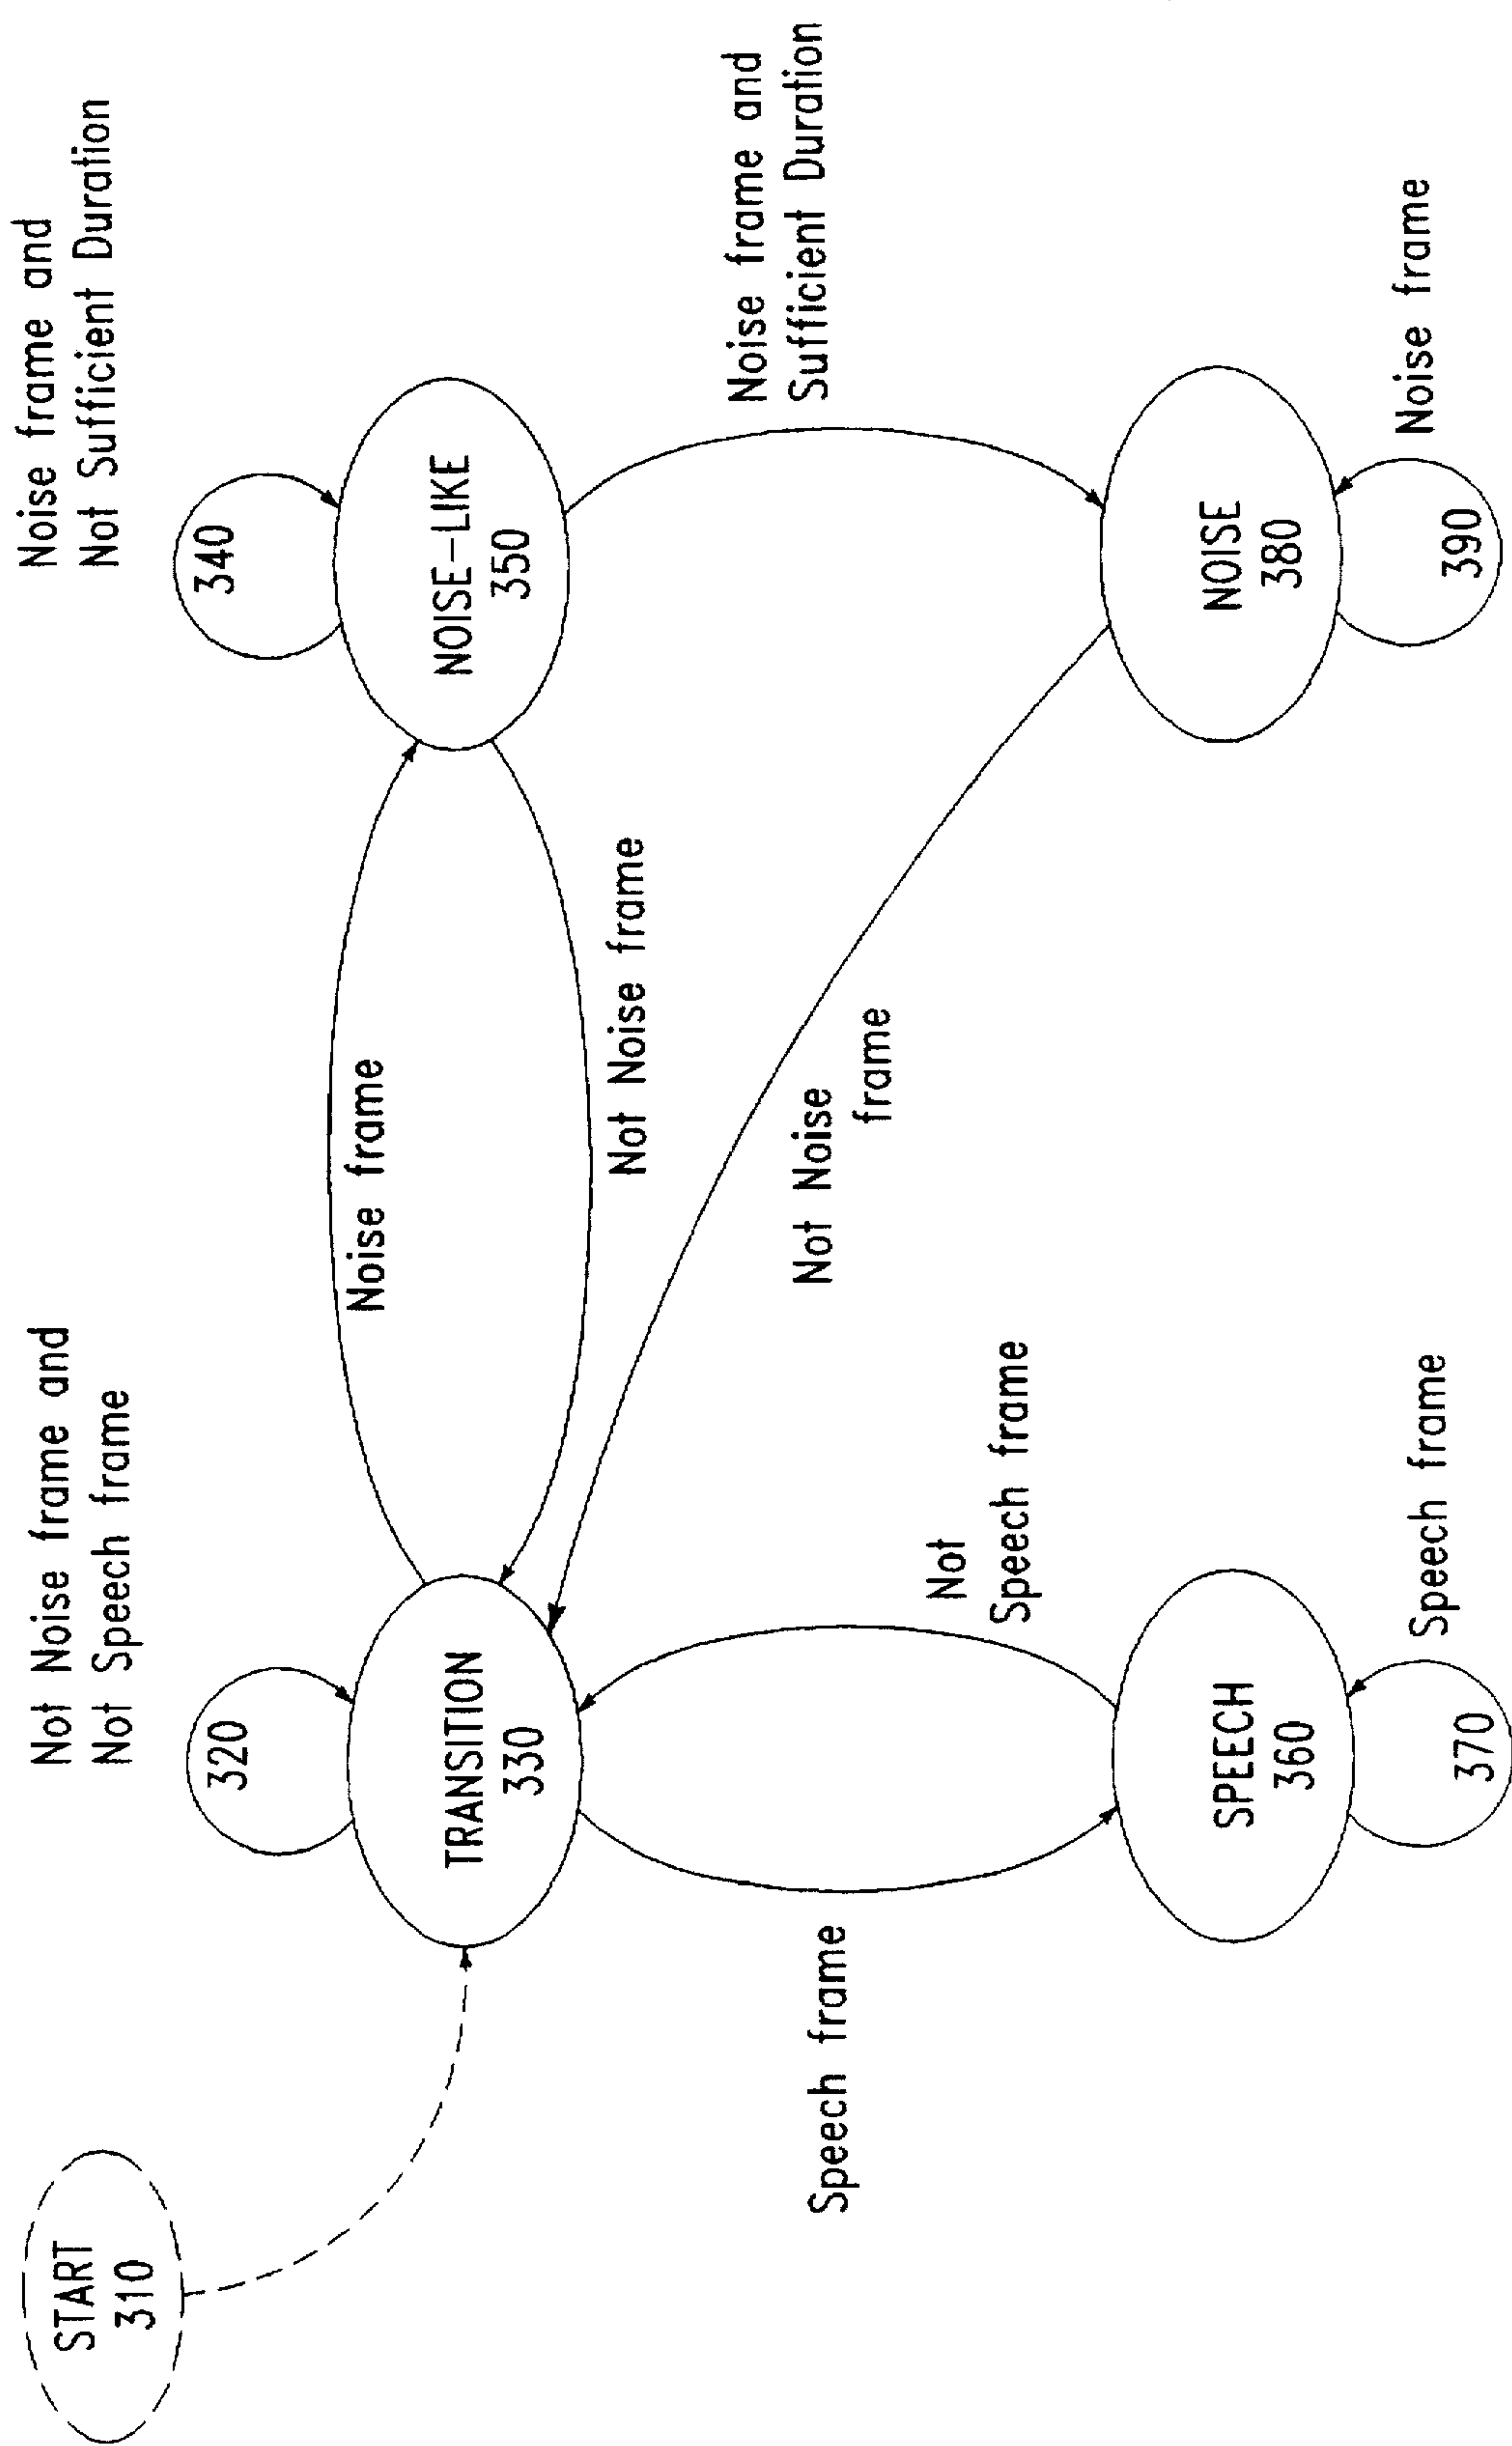 START
310
Not Noise frame and
Not Speech frame
320
TRANSITION
330
Noise frame and
Not Sufficient Duration
340
NOISE-LIKE
350
Noise frame
Not Noise frame
Speech frame
Not
Speech frame
Not Noise
frame
Noise frame and
Sufficient Duration
SPEECH
360
370
Speech frame
NOISE
380
390
Noise frame